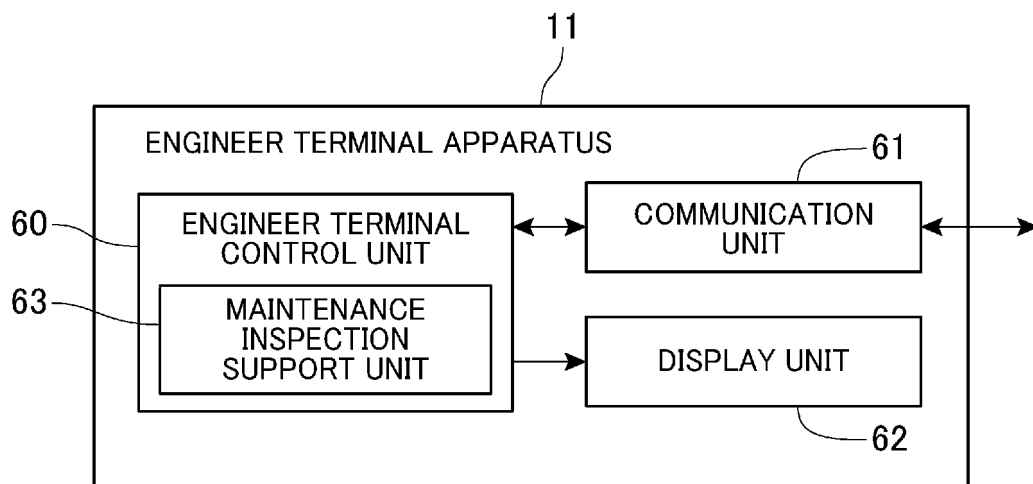 11
ENGINEER TERMINAL APPARATUS
61
60
ENGINEER TERMINAL
CONTROL UNIT
COMMUNICATION
UNIT
63
MAINTENANCE
INSPECTION
SUPPORT UNIT
DISPLAY UNIT
62